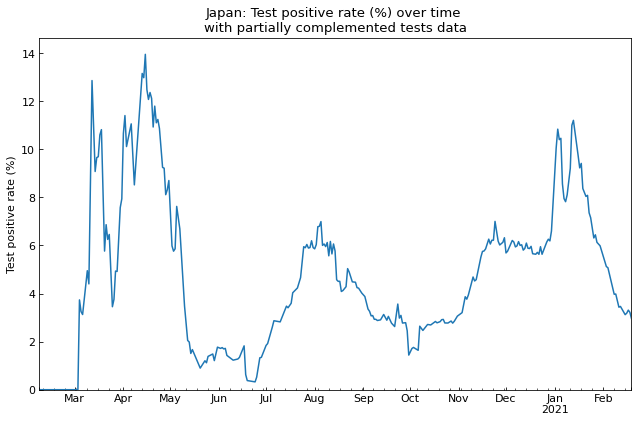 Japan: Test positive rate (%) over time
with partially complemented tests data
14
12
10
8
6
4
2
0
Test positive rate (%)
Mar Apr May Jun Jul Aug Sep Oct Nov Dec Jan Feb
2021